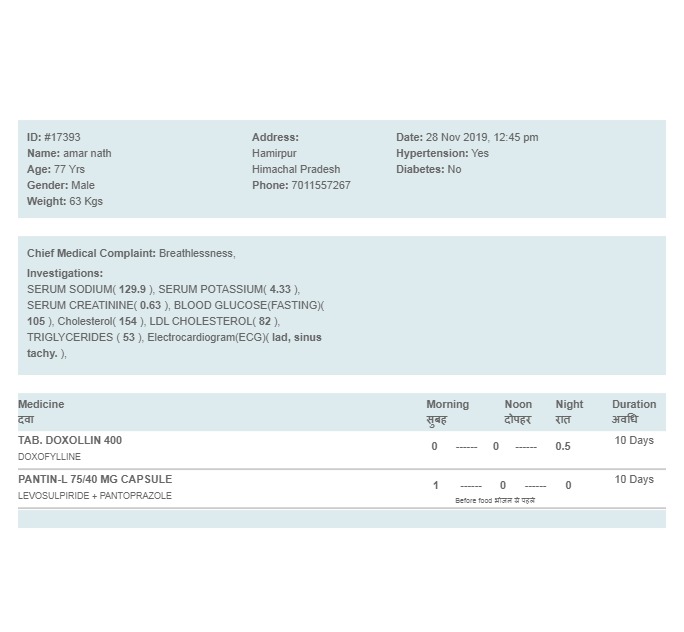 ID: #17393
Name: amar nath
Age: 77 Yrs
Gender: Male
Weight: 63 Kgs
Address:
Hamirpur
Himachal Pradesh
Phone: 7011557267
Date: 28 Nov 2019, 12:45 pm
Hypertension: Yes
Diabetes: No
Chief Medical Complaint: Breathlessness,
Investigations:
SERUM SODIUM( 129.9 ), SERUM POTASSIUM( 4.33 ),
SERUM CREATININE( 0.63 ), BLOOD GLUCOSE(FASTING)(
105 ), Cholesterol( 154 ), LDL CHOLESTEROL( 82 ),
TRIGLYCERIDES ( 53 ), Electrocardiogram(ECG)( lad, sinus
tachy. ),
Medicine Morning Noon Night Duration
दवा सुबह दोपहर रात अवधि
TAB. DOXOLLIN 400 0 ------ 0 ------ 0.5 10 Days
DOXOFYLLINE
PANTIN-L 75/40 MG CAPSULE 1 ------ 0 ------ 0 10 Days
LEVOSULPIRIDE + PANTOPRAZOLE
Before food भोजन से पहले